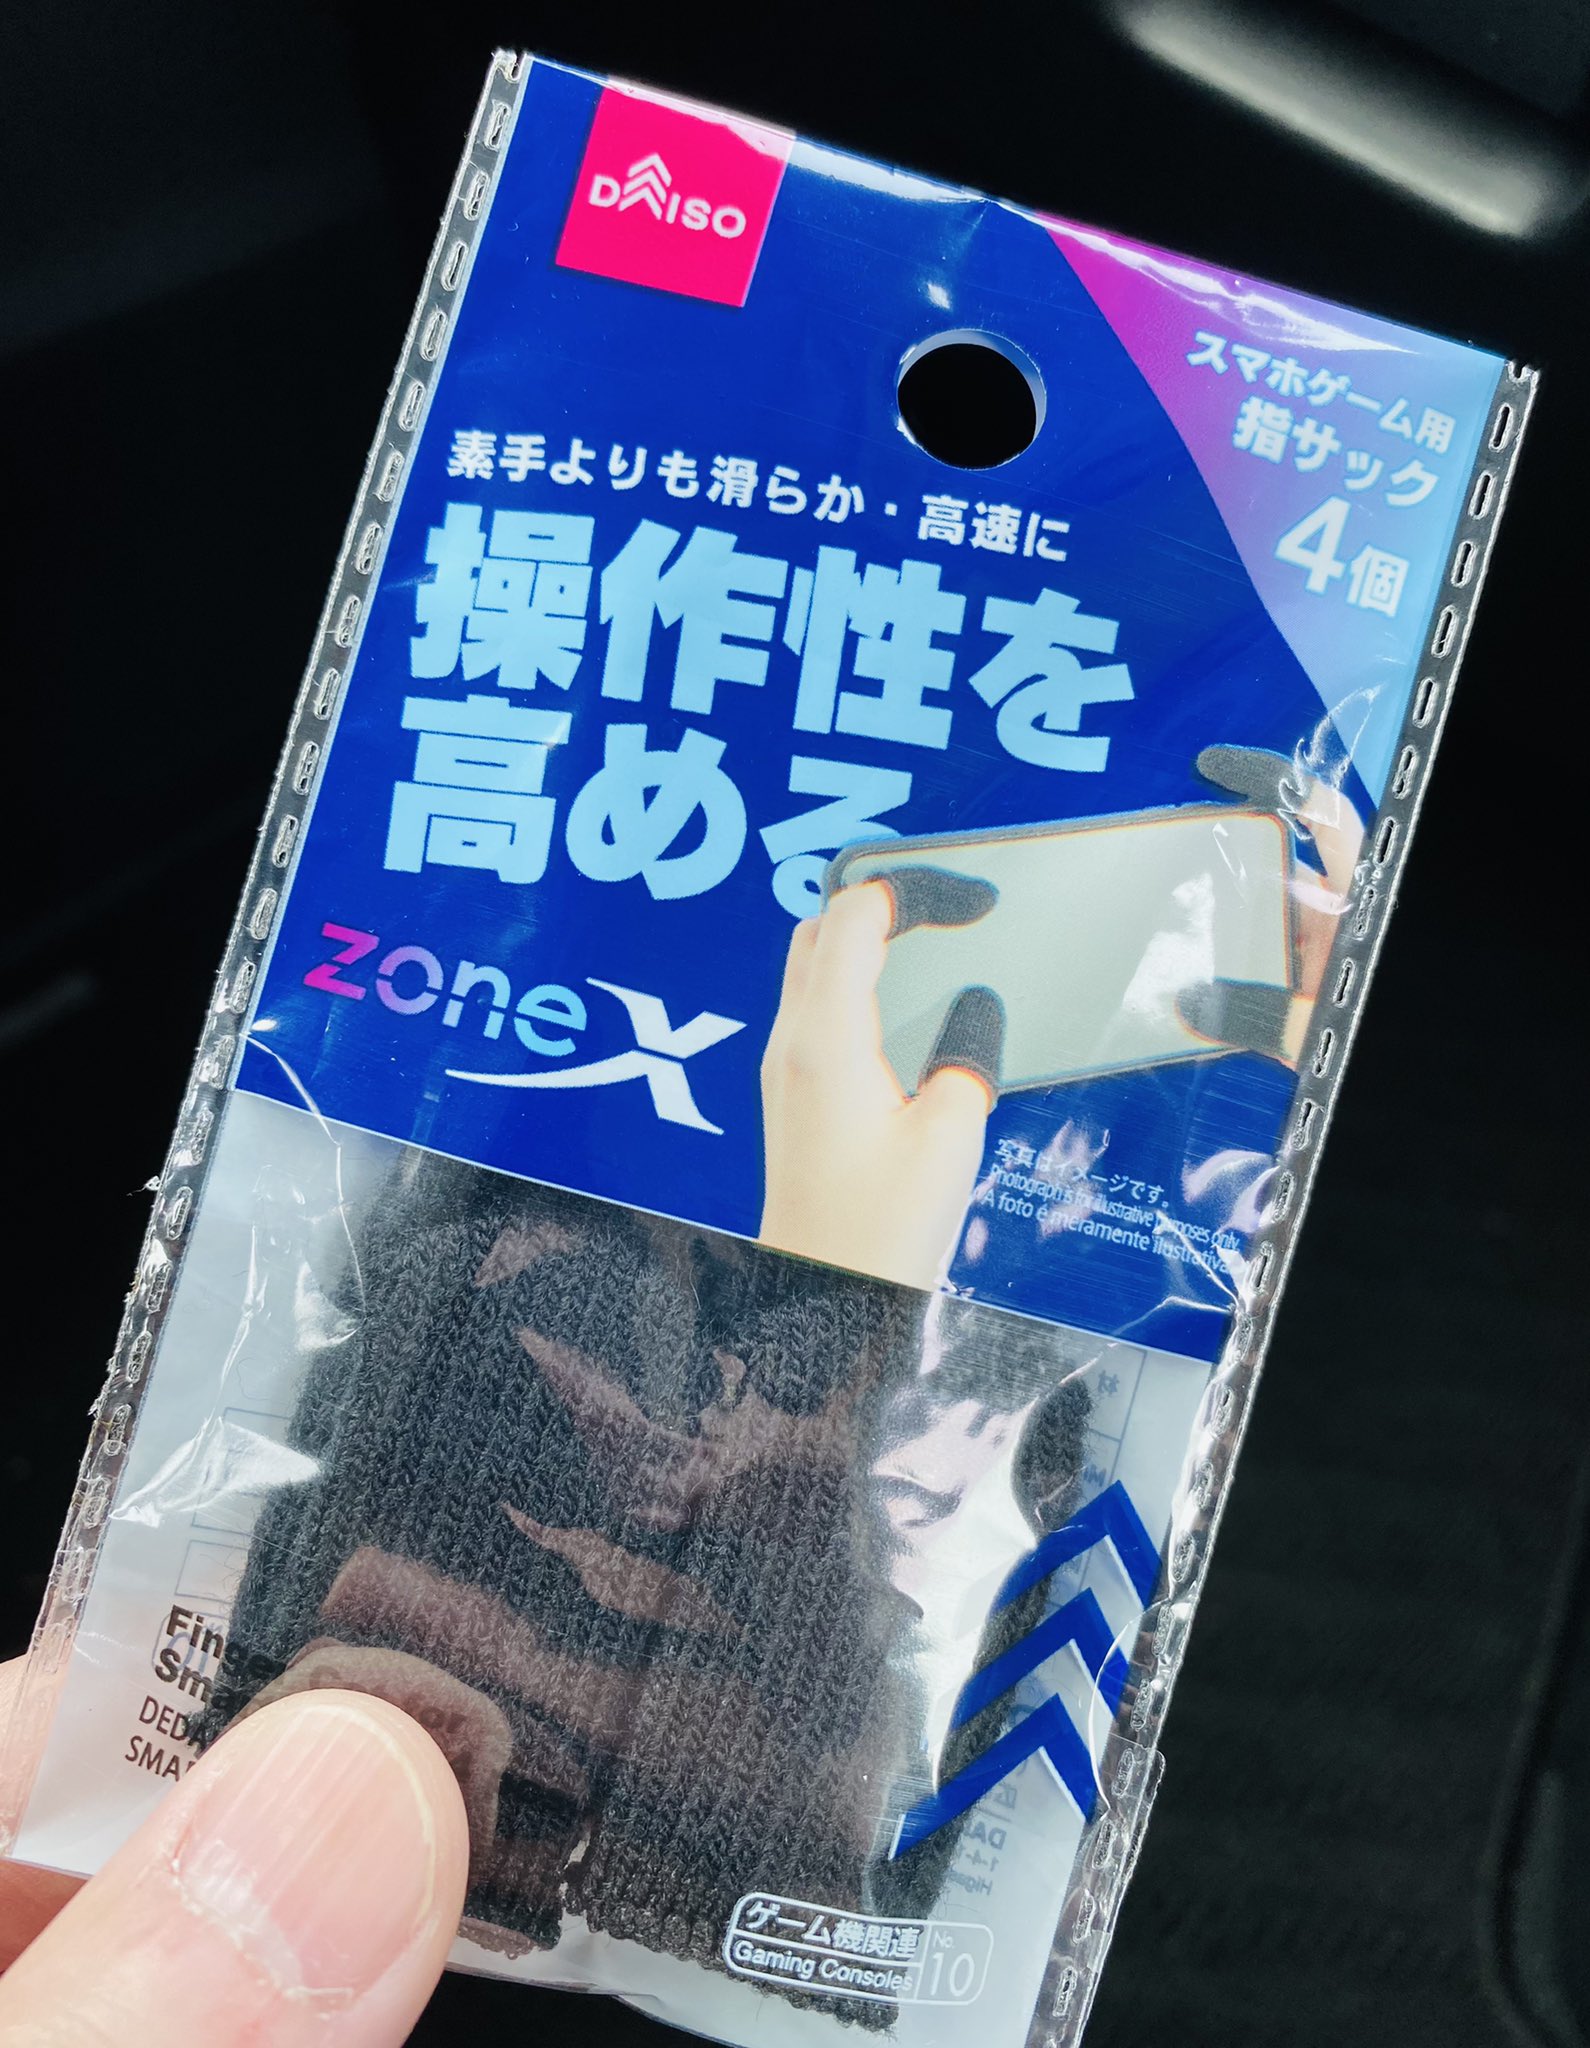 DAISO
スマホゲーム用
指サック
4個
素手よりも滑らか・高速に
操作性を
高める
zone X
写真はイメージです。
Photograph is for illustrative purposes only.
A foto é meramente ilustrativa.
ゲーム機関連
Gaming Consoles
No. 10